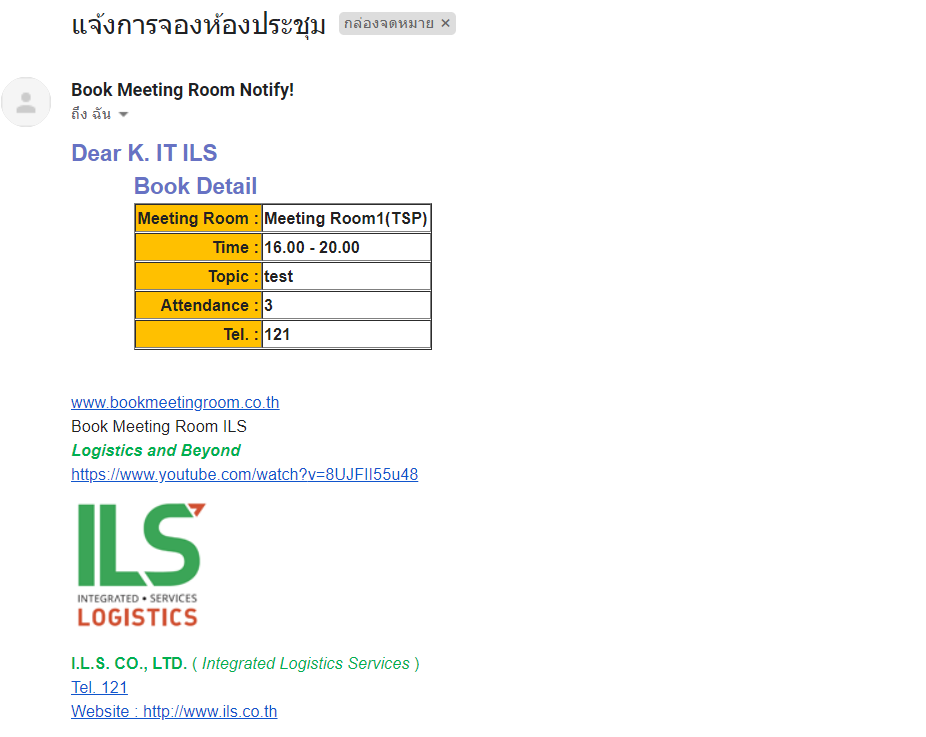 แจ้งการจองห้องประชุม กล่องจดหมาย ×
Book Meeting Room Notify!
ถึง ฉัน
Dear K. IT ILS
Book Detail
Meeting Room : Meeting Room1(TSP)
Time : 16.00 - 20.00
Topic : test
Attendance : 3
Tel. : 121
www.bookmeetingroom.co.th
Book Meeting Room ILS
Logistics and Beyond
https://www.youtube.com/watch?v=8UJFII55u48
ILS
INTEGRATED • SERVICES
LOGISTICS
I.L.S. CO., LTD. ( Integrated Logistics Services )
Tel. 121
Website : http://www.ils.co.th